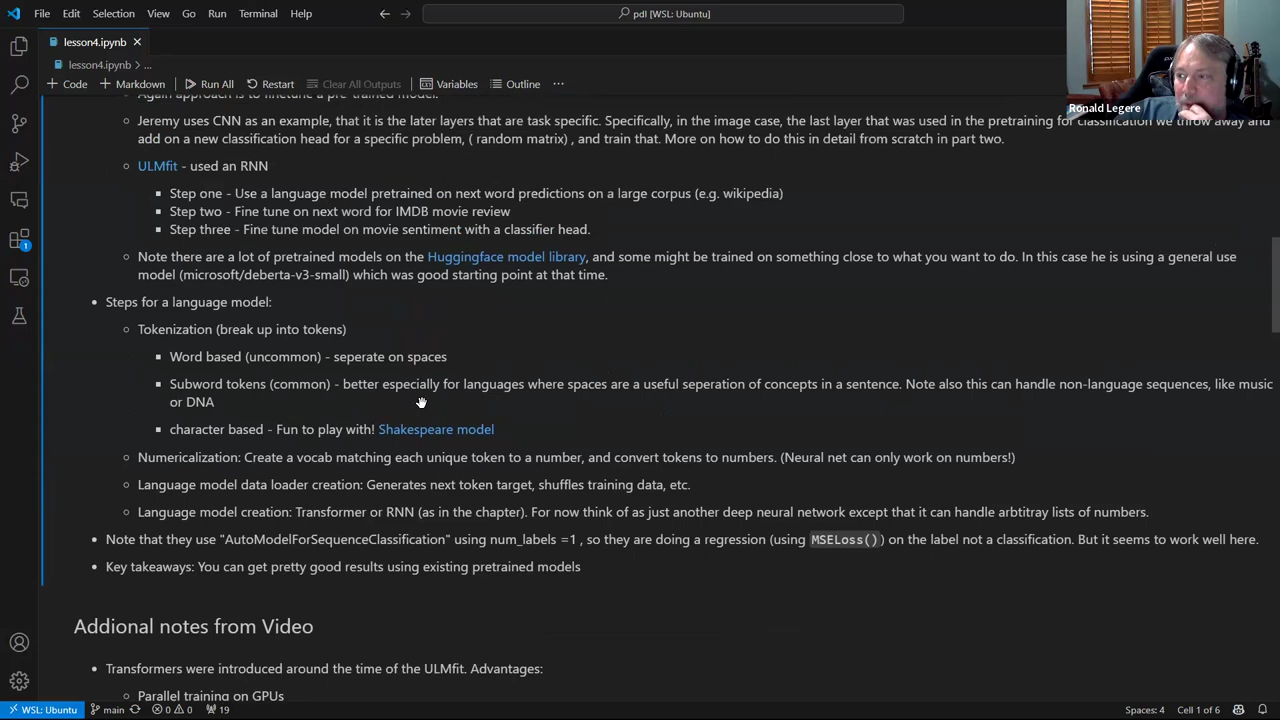 File Edit Selection View Go Run Terminal Help
pdl [WSL: Ubuntu]
lesson4.ipynb
lesson4.ipynb > ...
+ Code + Markdown Run All Restart Clear All Outputs Variables Outline ...
Ronald Legere
Again approach is to finetune a pre-trained model.
Jeremy uses CNN as an example, that it is the later layers that are task specific. Specifically, in the image case, the last layer that was used in the pretraining for classification we throw away and
add on a new classification head for a specific problem, ( random matrix) , and train that. More on how to do this in detail from scratch in part two.
ULMfit - used an RNN
Step one - Use a language model pretrained on next word predictions on a large corpus (e.g. wikipedia)
Step two - Fine tune on next word for IMDB movie review
Step three - Fine tune model on movie sentiment with a classifier head.
Note there are a lot of pretrained models on the Huggingface model library, and some might be trained on something close to what you want to do. In this case he is using a general use
model (microsoft/deberta-v3-small) which was good starting point at that time.
Steps for a language model:
Tokenization (break up into tokens)
Word based (uncommon) - seperate on spaces
Subword tokens (common) - better especially for languages where spaces are a useful seperation of concepts in a sentence. Note also this can handle non-language sequences, like music
or DNA
character based - Fun to play with! Shakespeare model
Numericalization: Create a vocab matching each unique token to a number, and convert tokens to numbers. (Neural net can only work on numbers!)
Language model data loader creation: Generates next token target, shuffles training data, etc.
Language model creation: Transformer or RNN (as in the chapter). For now think of as just another deep neural network except that it can handle arbtitray lists of numbers.
Note that they use "AutoModelForSequenceClassification" using num_labels =1 , so they are doing a regression (using MSELoss() ) on the label not a classification. But it seems to work well here.
Key takeaways: You can get pretty good results using existing pretrained models
Addional notes from Video
Transformers were introduced around the time of the ULMfit. Advantages:
Parallel training on GPUs
1
WSL: Ubuntu main 0 0 19 Spaces: 4 Cell 1 of 6